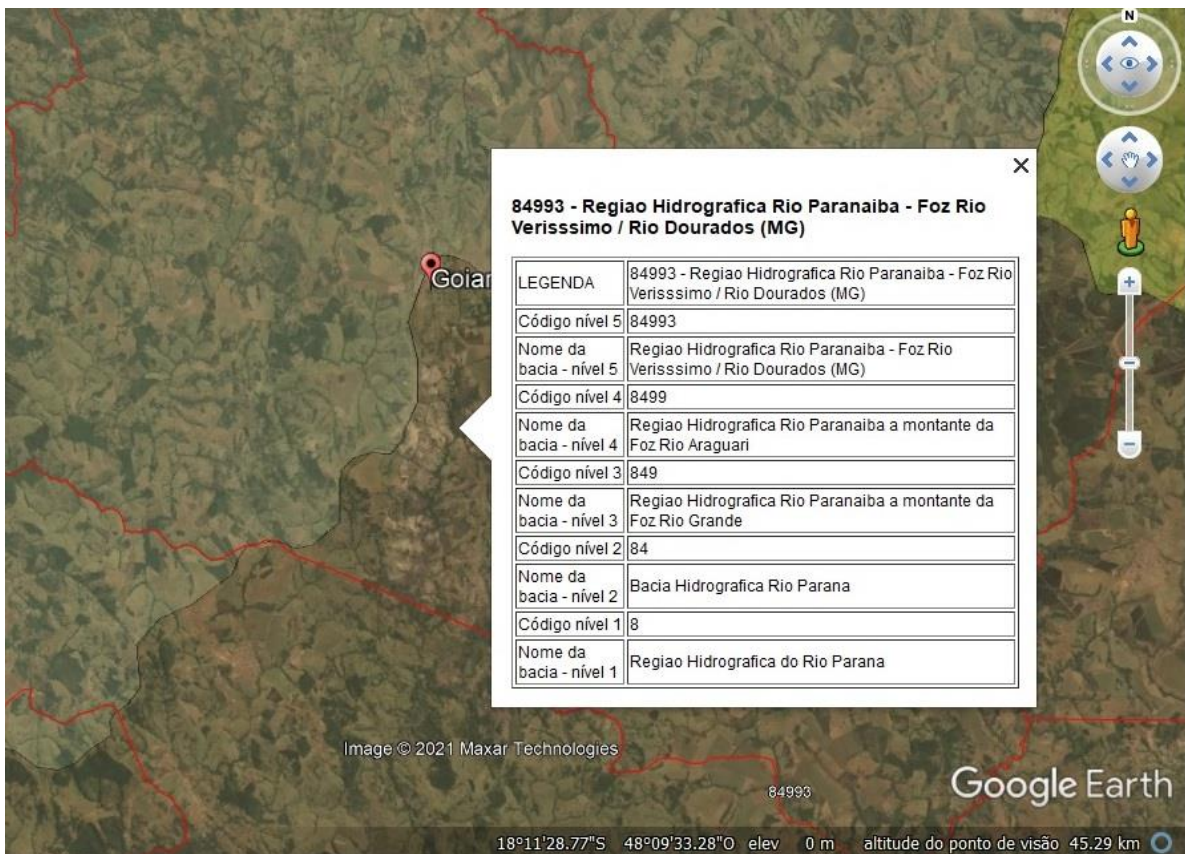 N
84993 - Regiao Hidrografica Rio Paranaiba - Foz Rio
Verisssimo / Rio Dourados (MG)
LEGENDA
84993 - Regiao Hidrografica Rio Paranaiba - Foz Rio
Verisssimo / Rio Dourados (MG)
Código nível 5
84993
Nome da
bacia - nível 5
Regiao Hidrografica Rio Paranaiba - Foz Rio
Verisssimo / Rio Dourados (MG)
Código nível 4
8499
Nome da
bacia - nível 4
Regiao Hidrografica Rio Paranaiba a montante da
Foz Rio Araguari
Código nível 3
849
Nome da
bacia - nível 3
Regiao Hidrografica Rio Paranaiba a montante da
Foz Rio Grande
Código nível 2
84
Nome da
bacia - nível 2
Bacia Hidrografica Rio Parana
Código nível 1
8
Nome da
bacia - nível 1
Regiao Hidrografica do Rio Parana
Goiar
Image © 2021 Maxar Technologies
84993
Google Earth
18°11'28.77"S 48°09'33.28"O elev 0 m altitude do ponto de visão 45.29 km